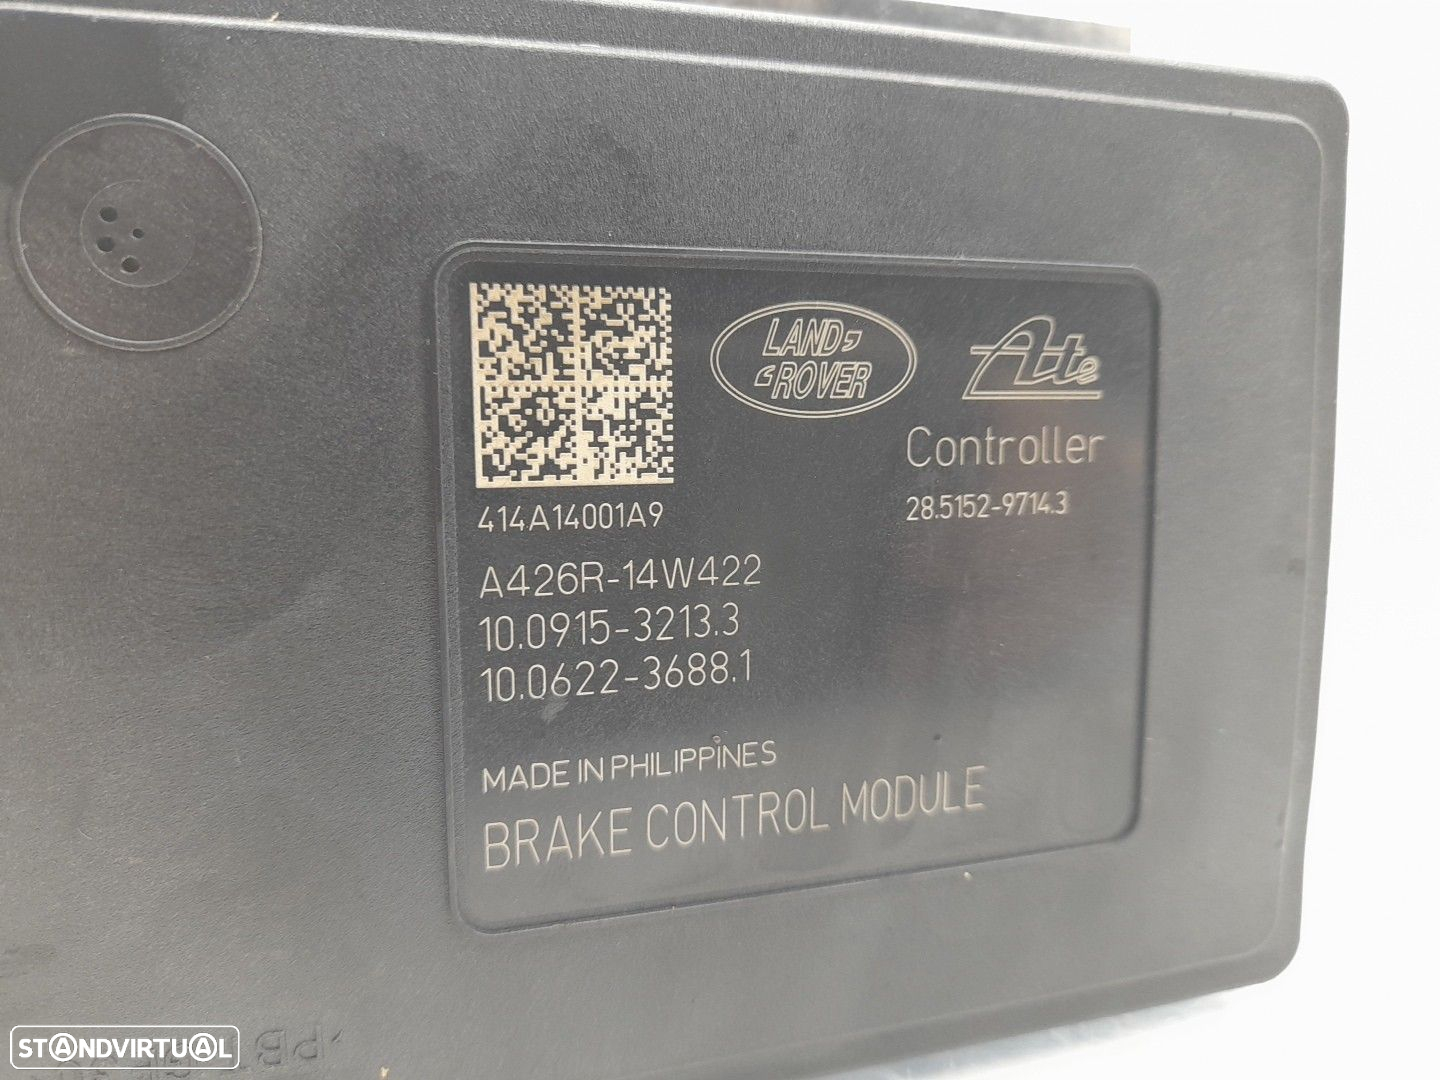 LAND
ROVER
Ate
Controller
28.5152-9714.3
414A14001A9
A426R-14W422
10.0915-3213.3
10.0622-3688.1
MADE IN PHILIPPINES
BRAKE CONTROL MODULE
STANDVIRTUAL